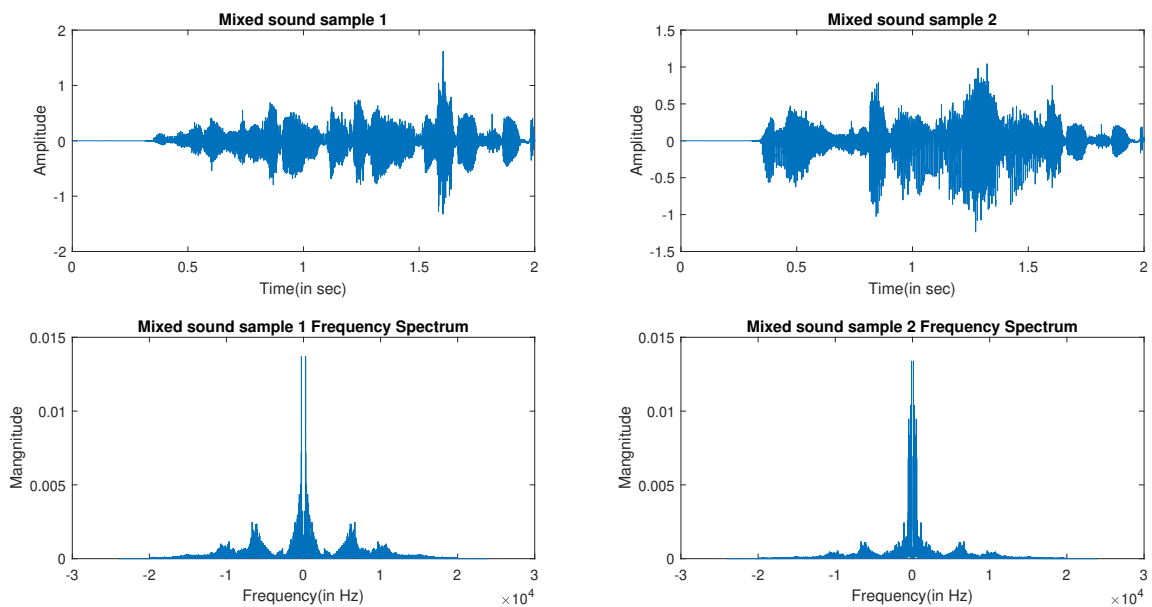 Mixed sound sample 1
2
1
0
-1
-2
Amplitude
0 0.5 1 1.5 2
Time(in sec)
Mixed sound sample 2
1.5
1
0.5
0
-0.5
-1
-1.5
Amplitude
0 0.5 1 1.5 2
Time(in sec)
Mixed sound sample 1 Frequency Spectrum
0.015
0.01
0.005
0
Mangnitude
-3 -2 -1 0 1 2 3
Frequency(in Hz)
×10^4
Mixed sound sample 2 Frequency Spectrum
0.015
0.01
0.005
0
Mangnitude
-3 -2 -1 0 1 2 3
Frequency(in Hz)
×10^4